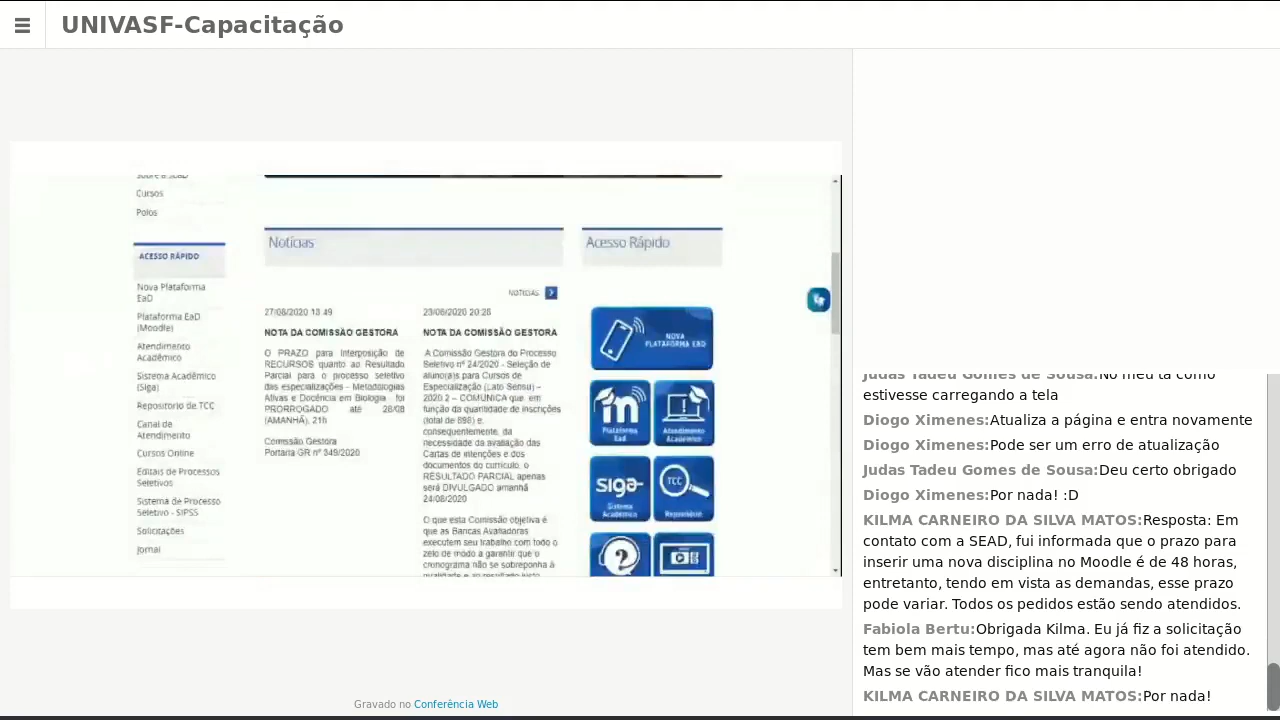 UNIVASF-Capacitação
Cursos
Polos
ACESSO RÁPIDO
Nova Plataforma
EaD
Plataforma EaD
(Moodle)
Atendimento
Acadêmico
Sistema Acadêmico
(Siga)
Repositorio de TCC
Canal de
Atendimento
Cursos Online
Editais de Processos
Seletivos
Sistema de Processo
Seletivo - SIPSS
Solicitações
Jornal
Notícias
NOTÍCIAS
27/08/2020 18 49
NOTA DA COMISSÃO GESTORA
O PRAZO para Interposição de
RECURSOS quanto ao Resultado
Parcial para o processo seletivo
das especializações - Metodologias
Ativas e Docência em Biologia foi
PRORROGADO até 28/08
(AMANHÃ), 21h
Comissão Gestora
Portaria GR nº 349/2020
23/08/2020 20:26
NOTA DA COMISSÃO GESTORA
A Comissão Gestora do Processo
Seletivo nº 24/2020 - Seleção de
aluno(a)s para Cursos de
Especialização (Lato Sensu) –
2020 2 – COMUNICA que em
função da quantidade de inscrições
(total de 898) e,
consequentemente, da
necessidade da avaliação das
Cartas de intenções e dos
documentos do currículo, o
RESULTADO PARCIAL apenas
será DIVULGADO amanhã
24/08/2020
O que esta Comissão objetiva é
que as Bancas Avaliadoras
executem seu trabalho com todo o
zelo de modo a garantir que o
cronograma não se sobreponha à
Acesso Rápido
NOVA
PLATAFORMA EAD
Plataforma
EaD
Atendimento
Acadêmico
siga
Sistema
Acadêmico
TCC
Repositório
Gravado no Conferência Web
Judas Tadeu Gomes de Sousa:No meu tá como
estivesse carregando a tela
Diogo Ximenes:Atualiza a página e entra novamente
Diogo Ximenes:Pode ser um erro de atualização
Judas Tadeu Gomes de Sousa:Deu certo obrigado
Diogo Ximenes:Por nada! :D
KILMA CARNEIRO DA SILVA MATOS:Resposta: Em
contato com a SEAD, fui informada que o prazo para
inserir uma nova disciplina no Moodle é de 48 horas,
entretanto, tendo em vista as demandas, esse prazo
pode variar. Todos os pedidos estão sendo atendidos.
Fabiola Bertu:Obrigada Kilma. Eu já fiz a solicitação
tem bem mais tempo, mas até agora não foi atendido.
Mas se vão atender fico mais tranquila!
KILMA CARNEIRO DA SILVA MATOS:Por nada!